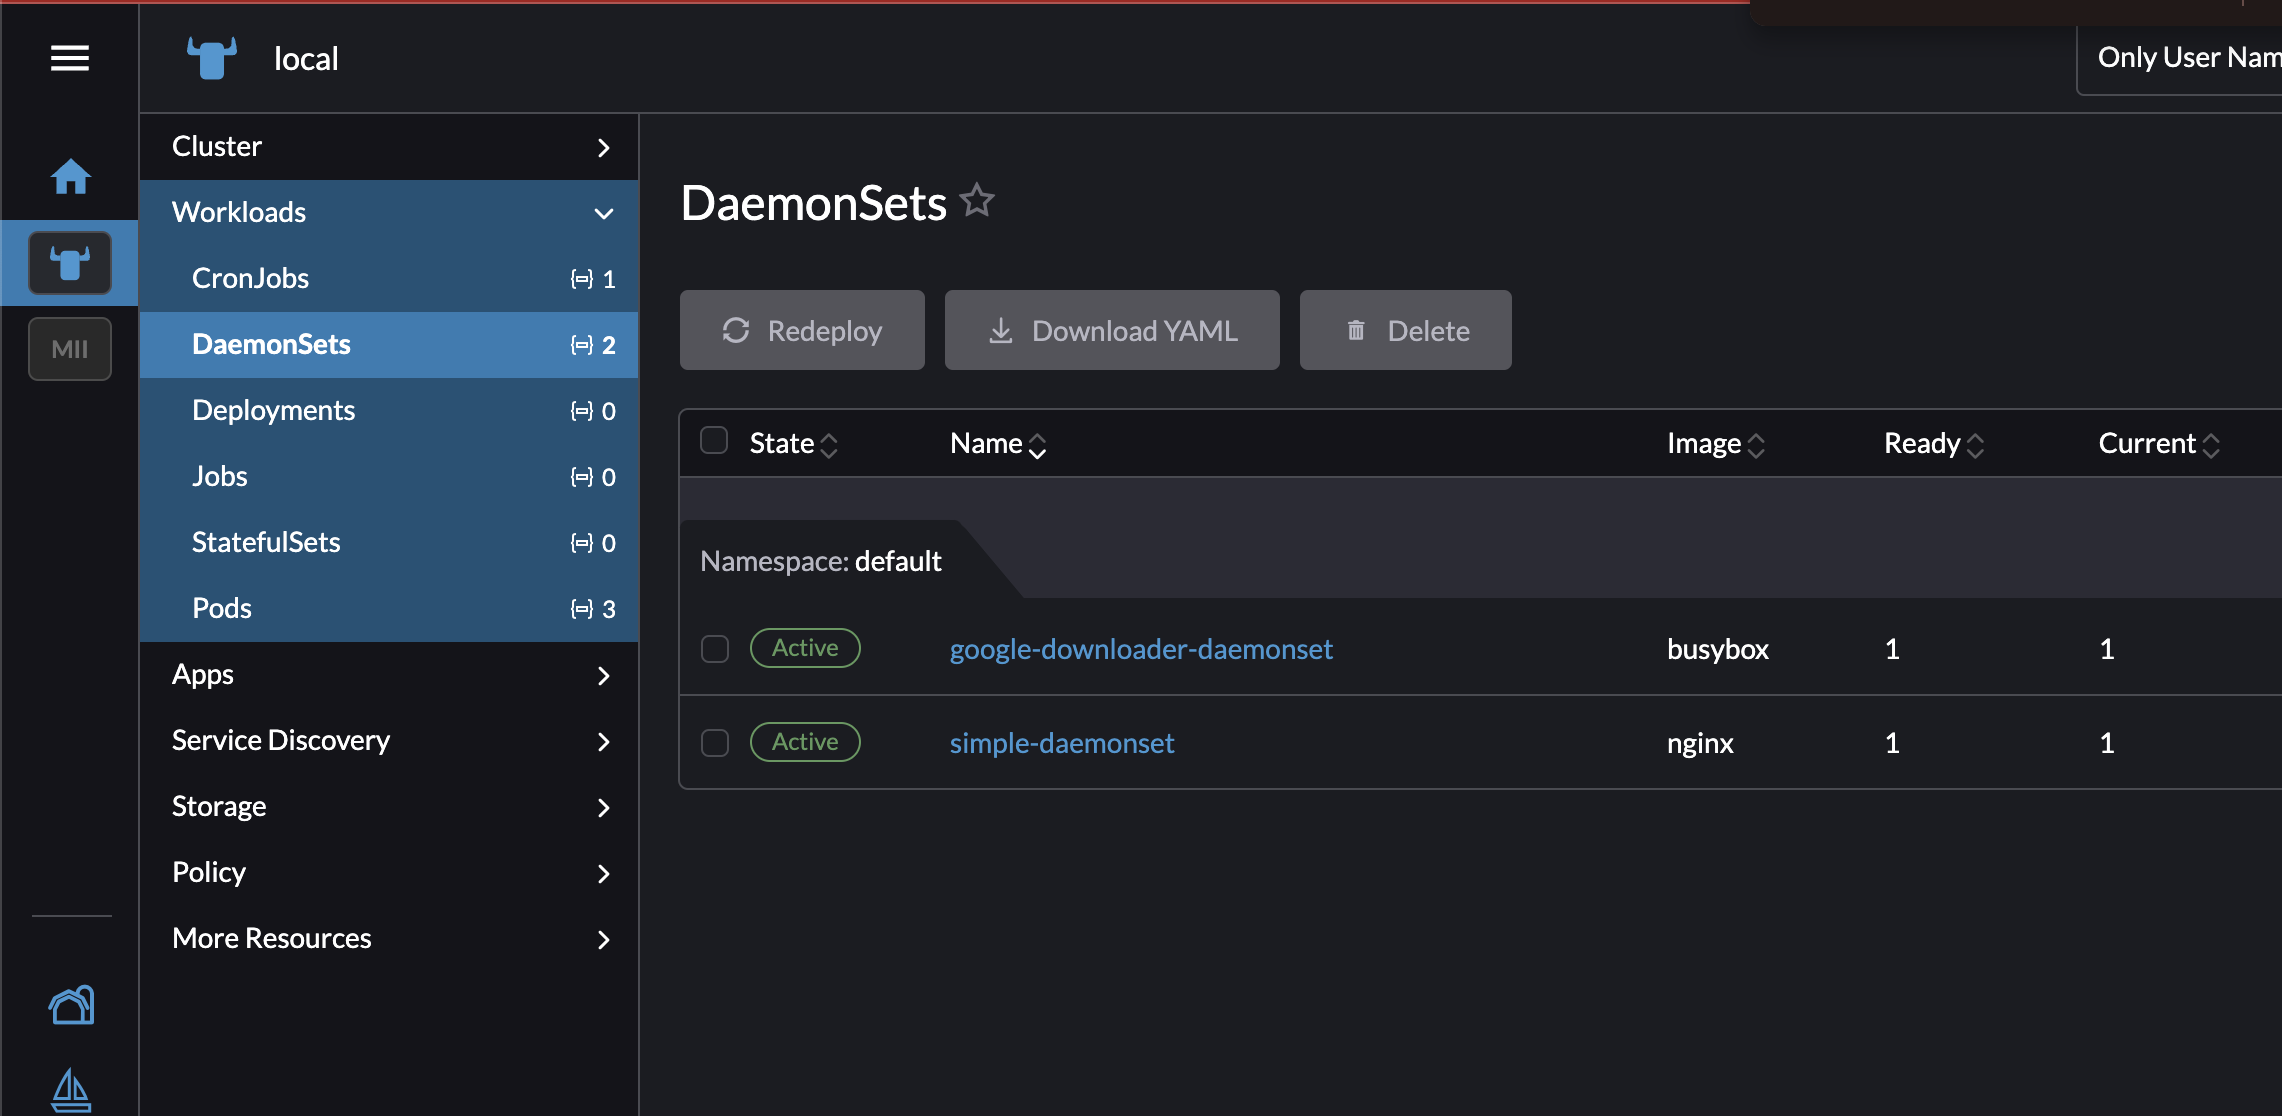 local
Only User Nam
MII
Cluster
Workloads
CronJobs 1
DaemonSets 2
Deployments 0
Jobs 0
StatefulSets 0
Pods 3
Apps
Service Discovery
Storage
Policy
More Resources
DaemonSets
Redeploy Download YAML Delete
State Name Image Ready Current
Namespace: default
Active google-downloader-daemonset busybox 1 1
Active simple-daemonset nginx 1 1